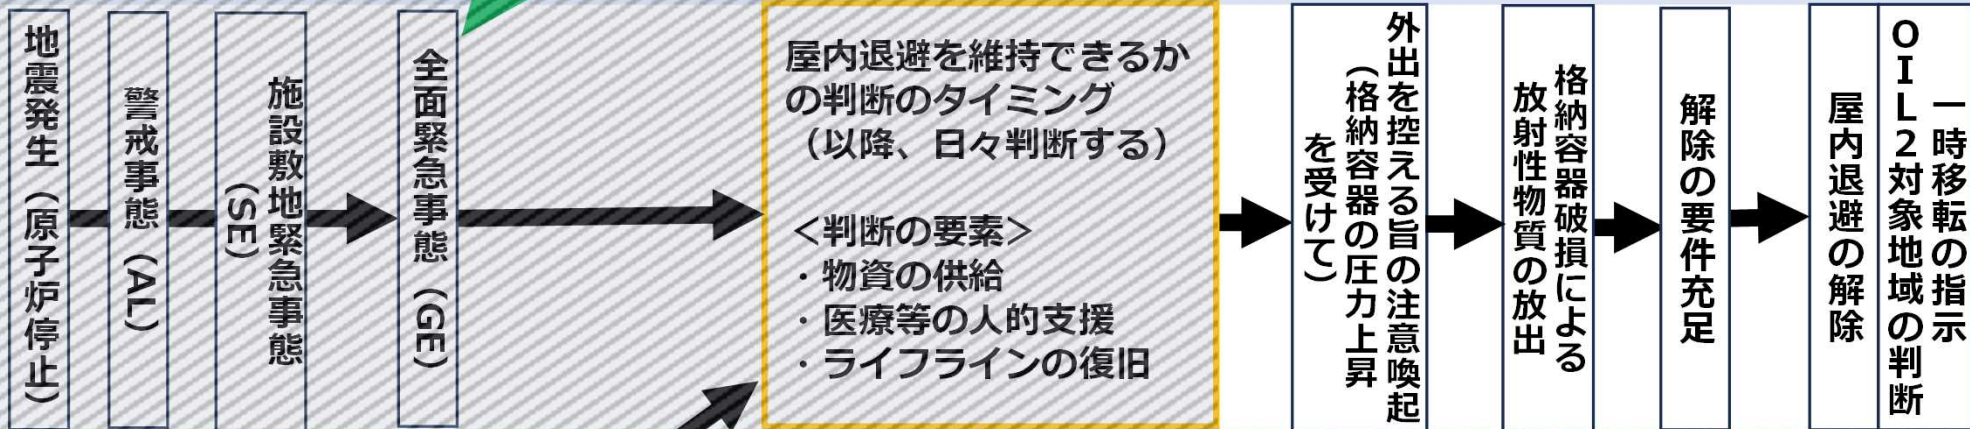 地震発生（原子炉停止）
警戒事態（AL）
施設敷地緊急事態
（SE）
全面緊急事態（GE）
屋内退避を維持できるか
の判断のタイミング
（以降、日々判断する）
＜判断の要素＞
・物資の供給
・医療等の人的支援
・ライフラインの復旧
外出を控える旨の注意喚起
（格納容器の圧力上昇
を受けて）
格納容器破損による
放射性物質の放出
解除の要件充足
屋内退避の解除
一時移転の指示
OIL2対象地域の判断